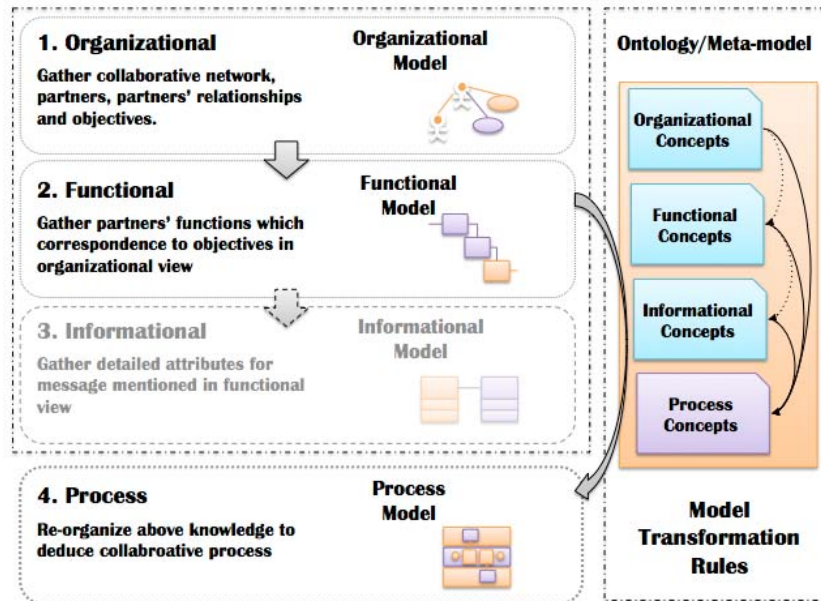 1. Organizational
Gather collaborative network,
partners, partners' relationships
and objectives.
Organizational
Model
2. Functional
Gather partners' functions which
correspondence to objectives in
organizational view
Functional
Model
3. Informational
Gather detailed attributes for
message mentioned in functional
view
Informational
Model
4. Process
Re-organize above knowledge to
deduce collabroative process
Process
Model
Ontology/Meta-model
Organizational
Concepts
Functional
Concepts
Informational
Concepts
Process
Concepts
Model
Transformation
Rules